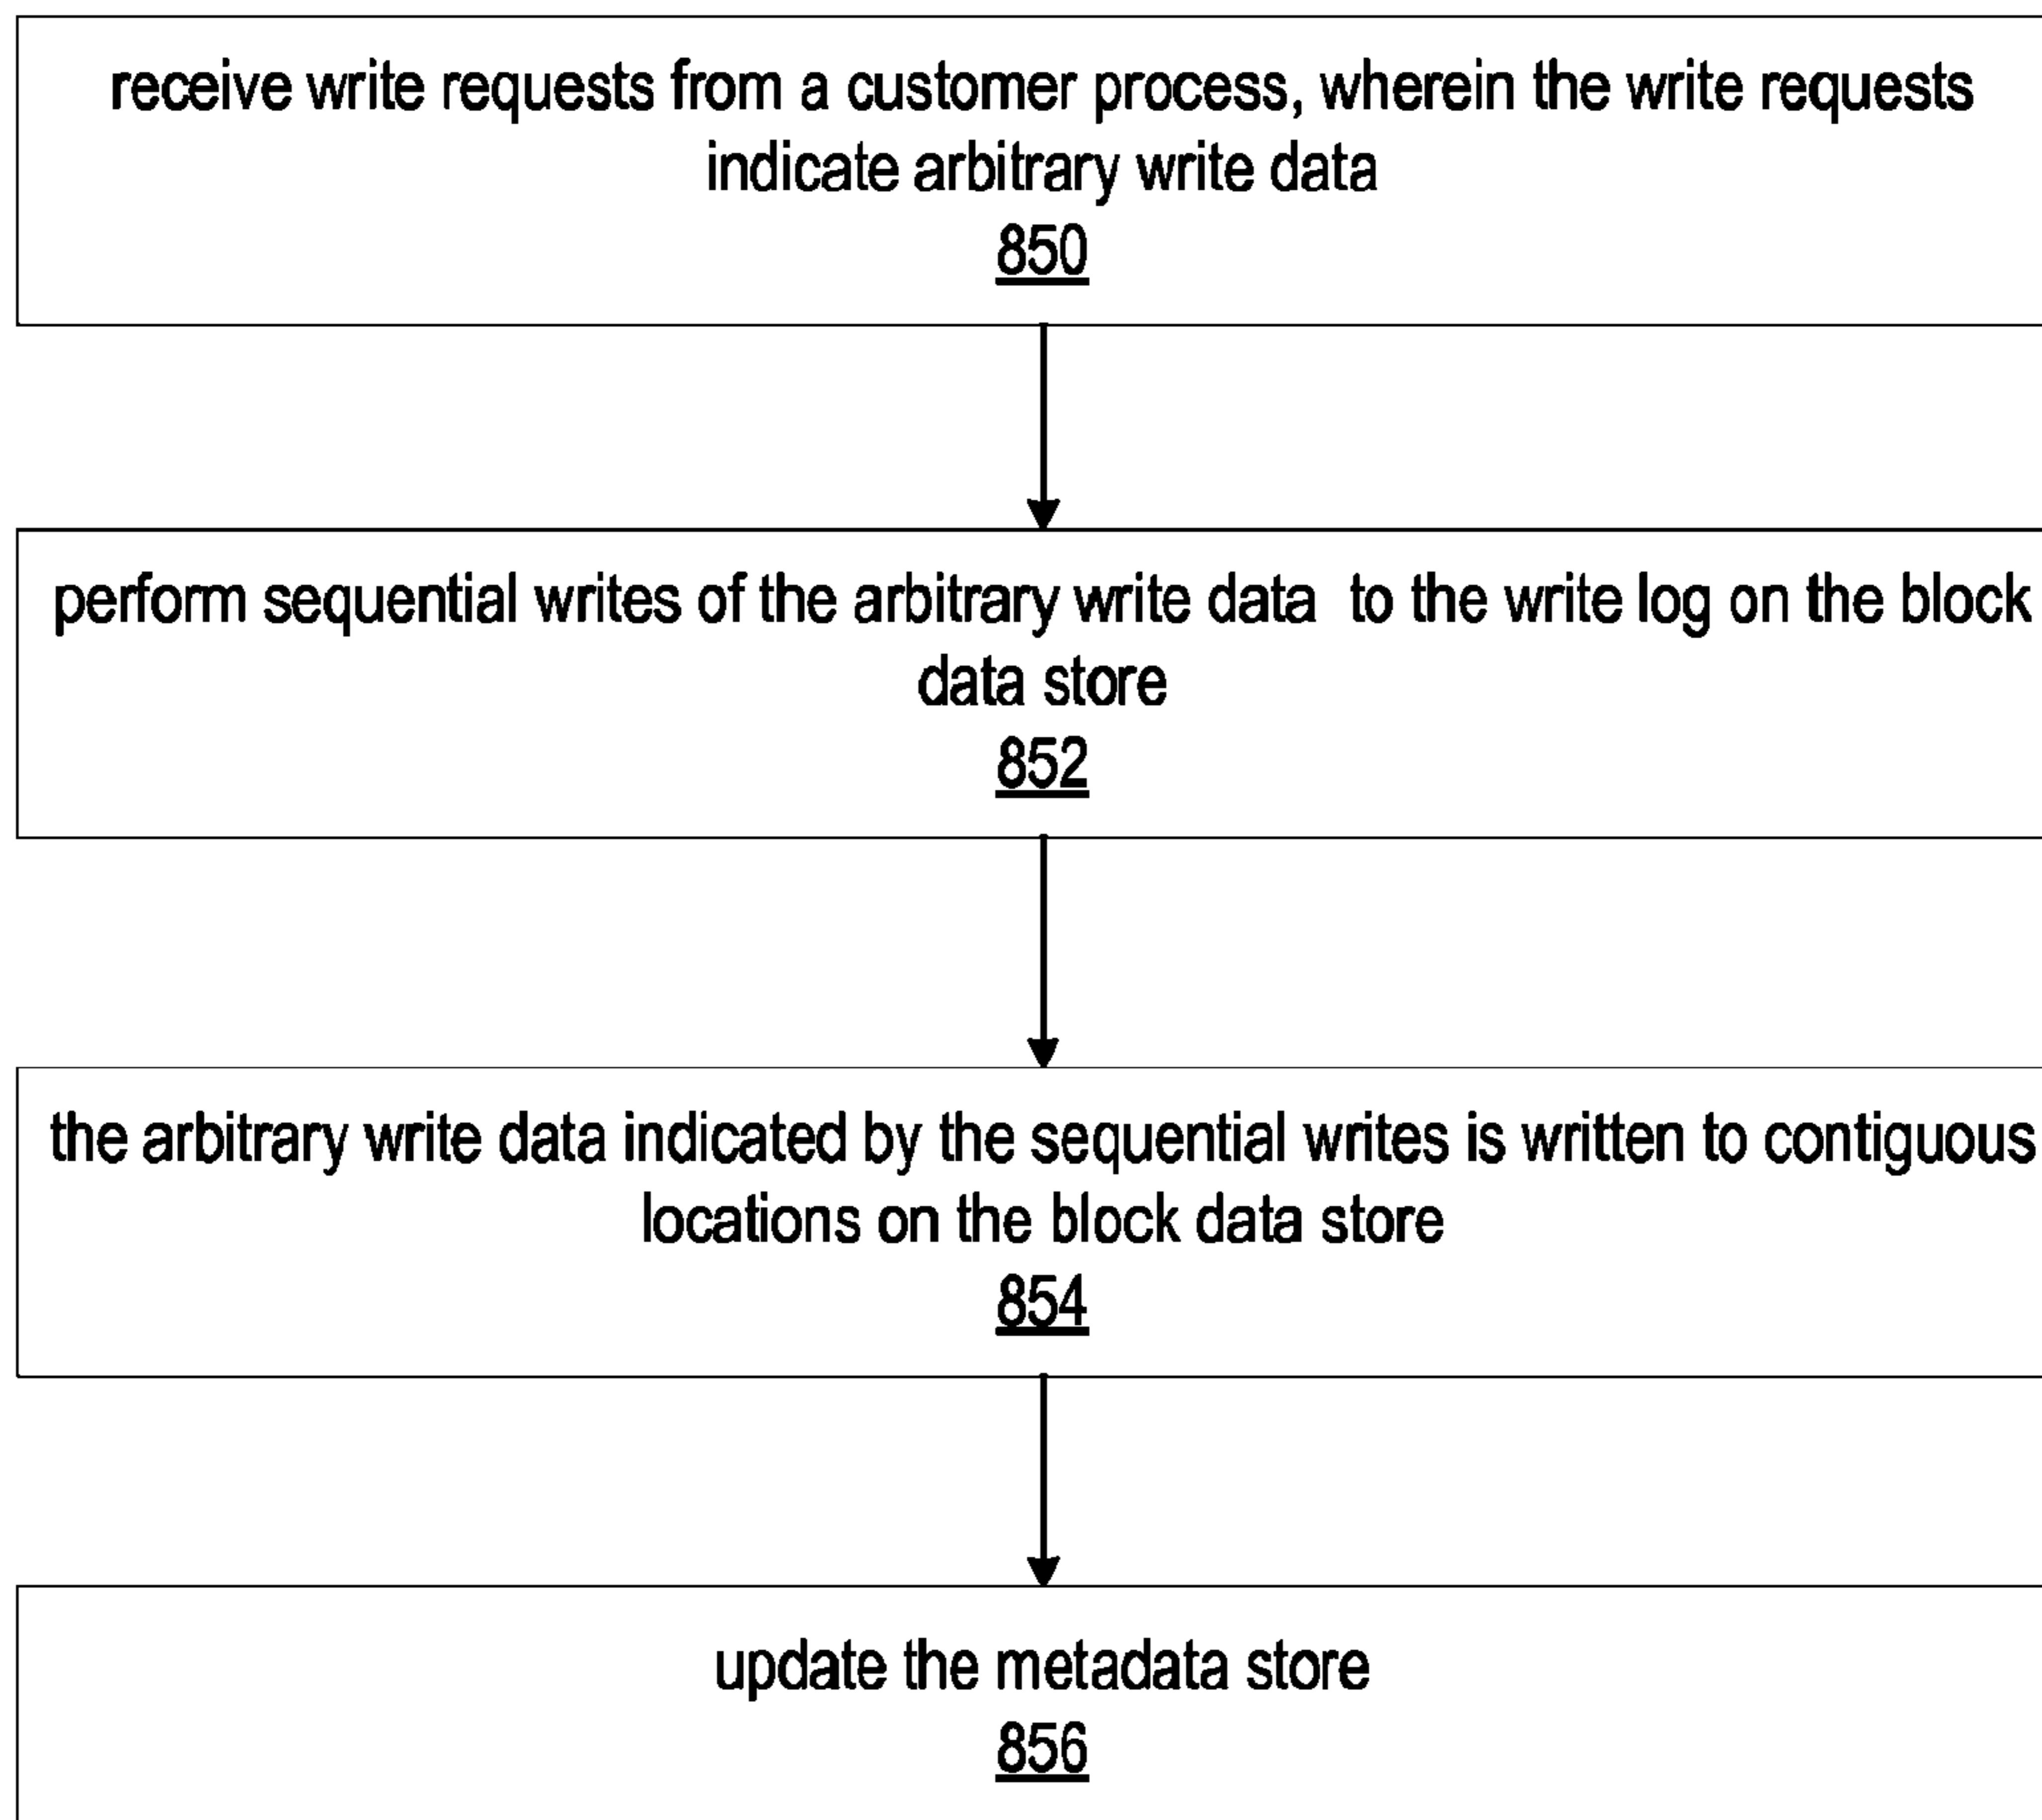 receive write requests from a customer process, wherein the write requests
indicate arbitrary write data
850
perform sequential writes of the arbitrary write data to the write log on the block
data store
852
the arbitrary write data indicated by the sequential writes is written to contiguous
locations on the block data store
854
update the metadata store
856